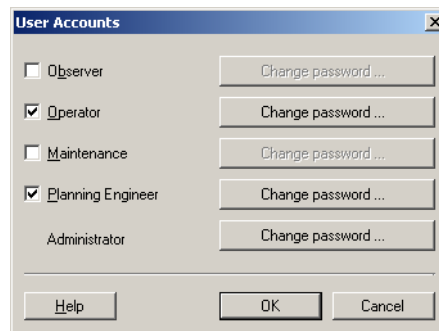 User Accounts
Observer Change password ...
Operator Change password ...
Maintenance Change password ...
Planning Engineer Change password ...
Administrator Change password ...
Help OK Cancel